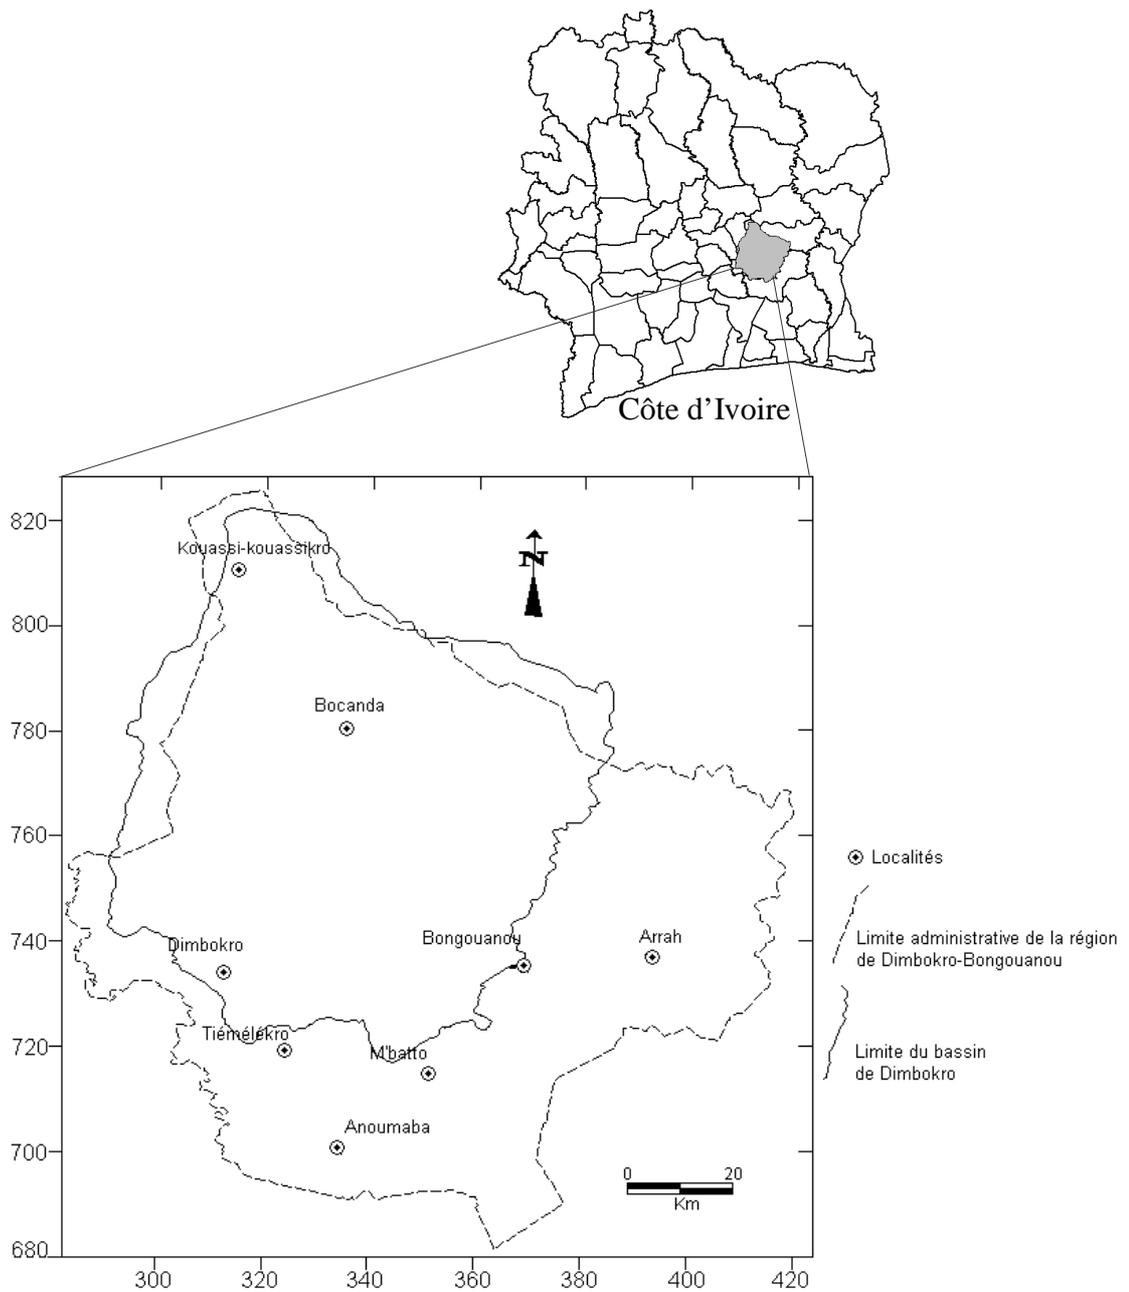 Côte d'Ivoire
820
Kouassi-kouassikro
N
800
Bocanda
780
760
Localités
740
Dimbokro
Bongouanou
Arrah
Limite administrative de la région
de Dimbokro-Bongouanou
Tiémélékro
720
M'batto
Limite du bassin
de Dimbokro
Anoumaba
700
0 20
Km
680
300 320 340 360 380 400 420